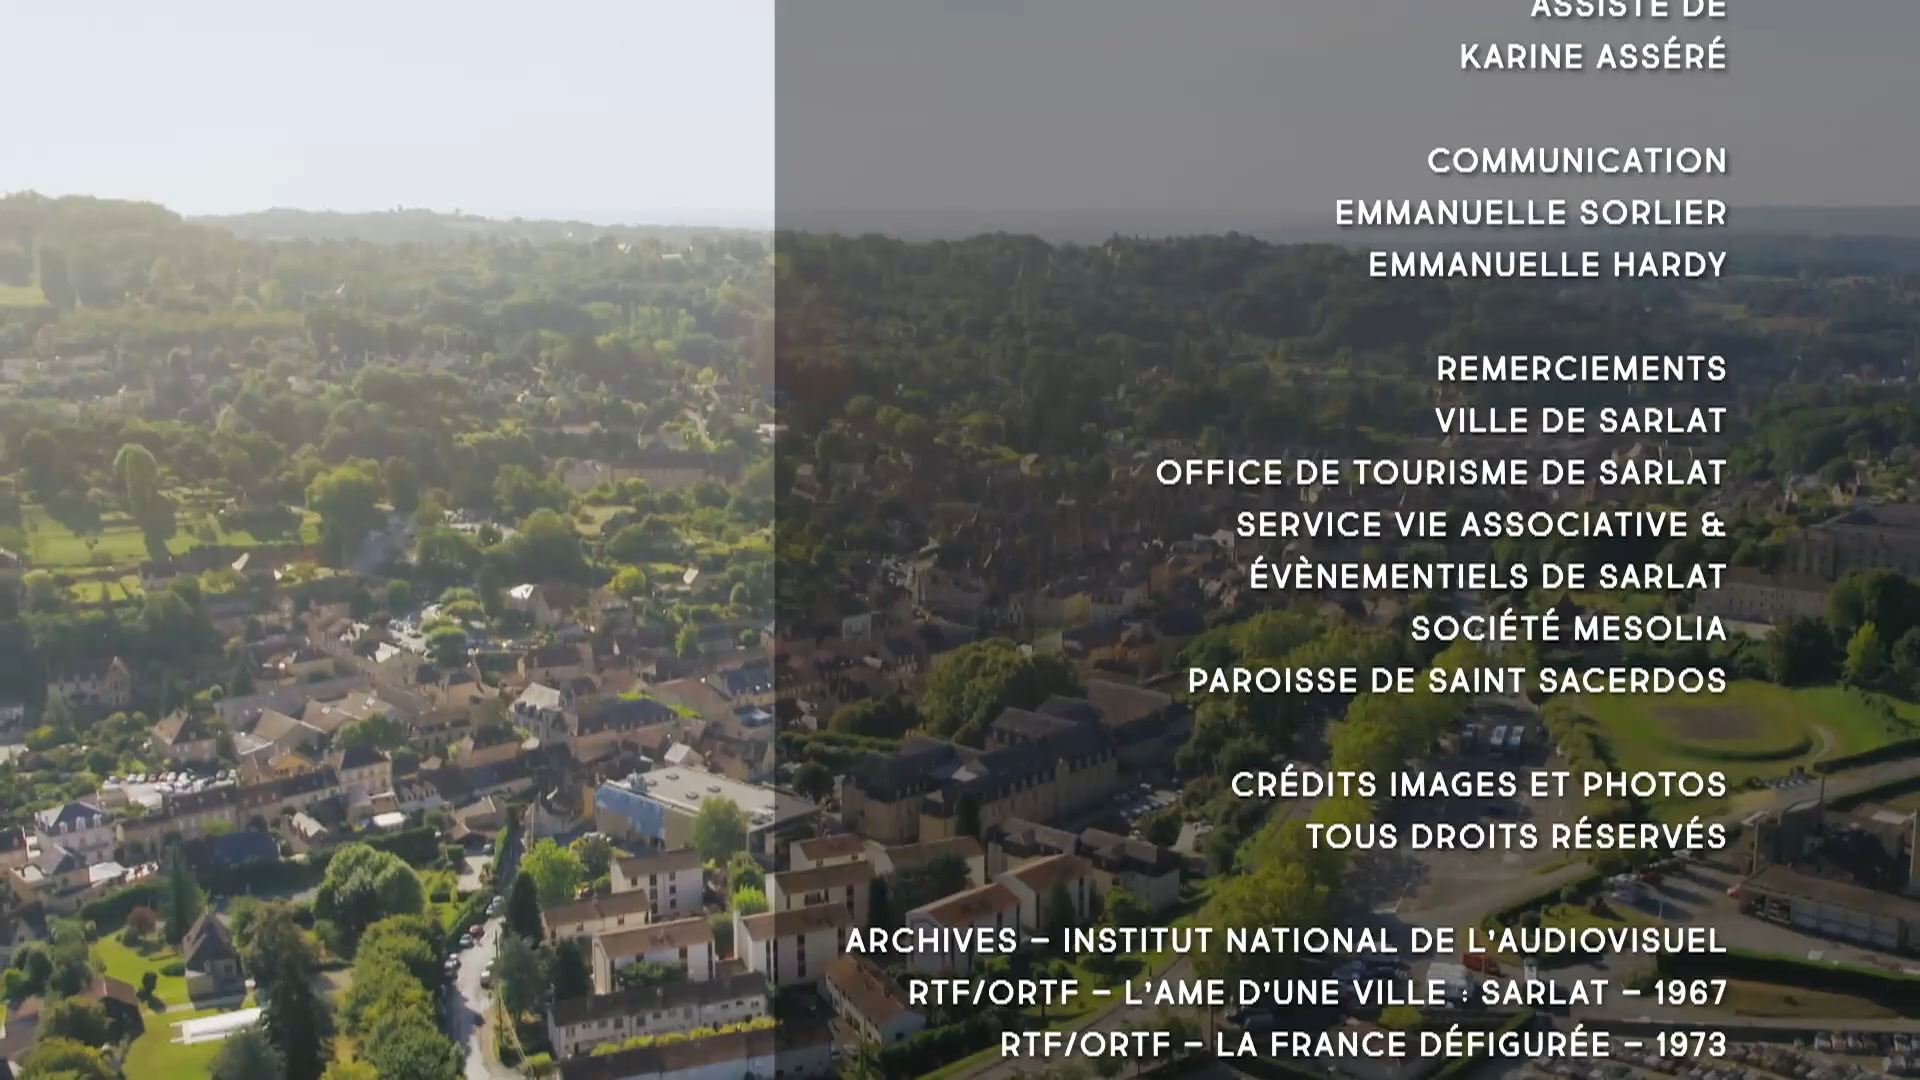 ASSISTÉ DE
KARINE ASSÉRÉ
COMMUNICATION
EMMANUELLE SORLIER
EMMANUELLE HARDY
REMERCIEMENTS
VILLE DE SARLAT
OFFICE DE TOURISME DE SARLAT
SERVICE VIE ASSOCIATIVE &
ÉVÈNEMENTIELS DE SARLAT
SOCIÉTÉ MESOLIA
PAROISSE DE SAINT SACERDOS
CRÉDITS IMAGES ET PHOTOS
TOUS DROITS RÉSERVÉS
ARCHIVES – INSTITUT NATIONAL DE L'AUDIOVISUEL
RTF/ORTF – L'AME D'UNE VILLE : SARLAT – 1967
RTF/ORTF – LA FRANCE DÉFIGURÉE – 1973